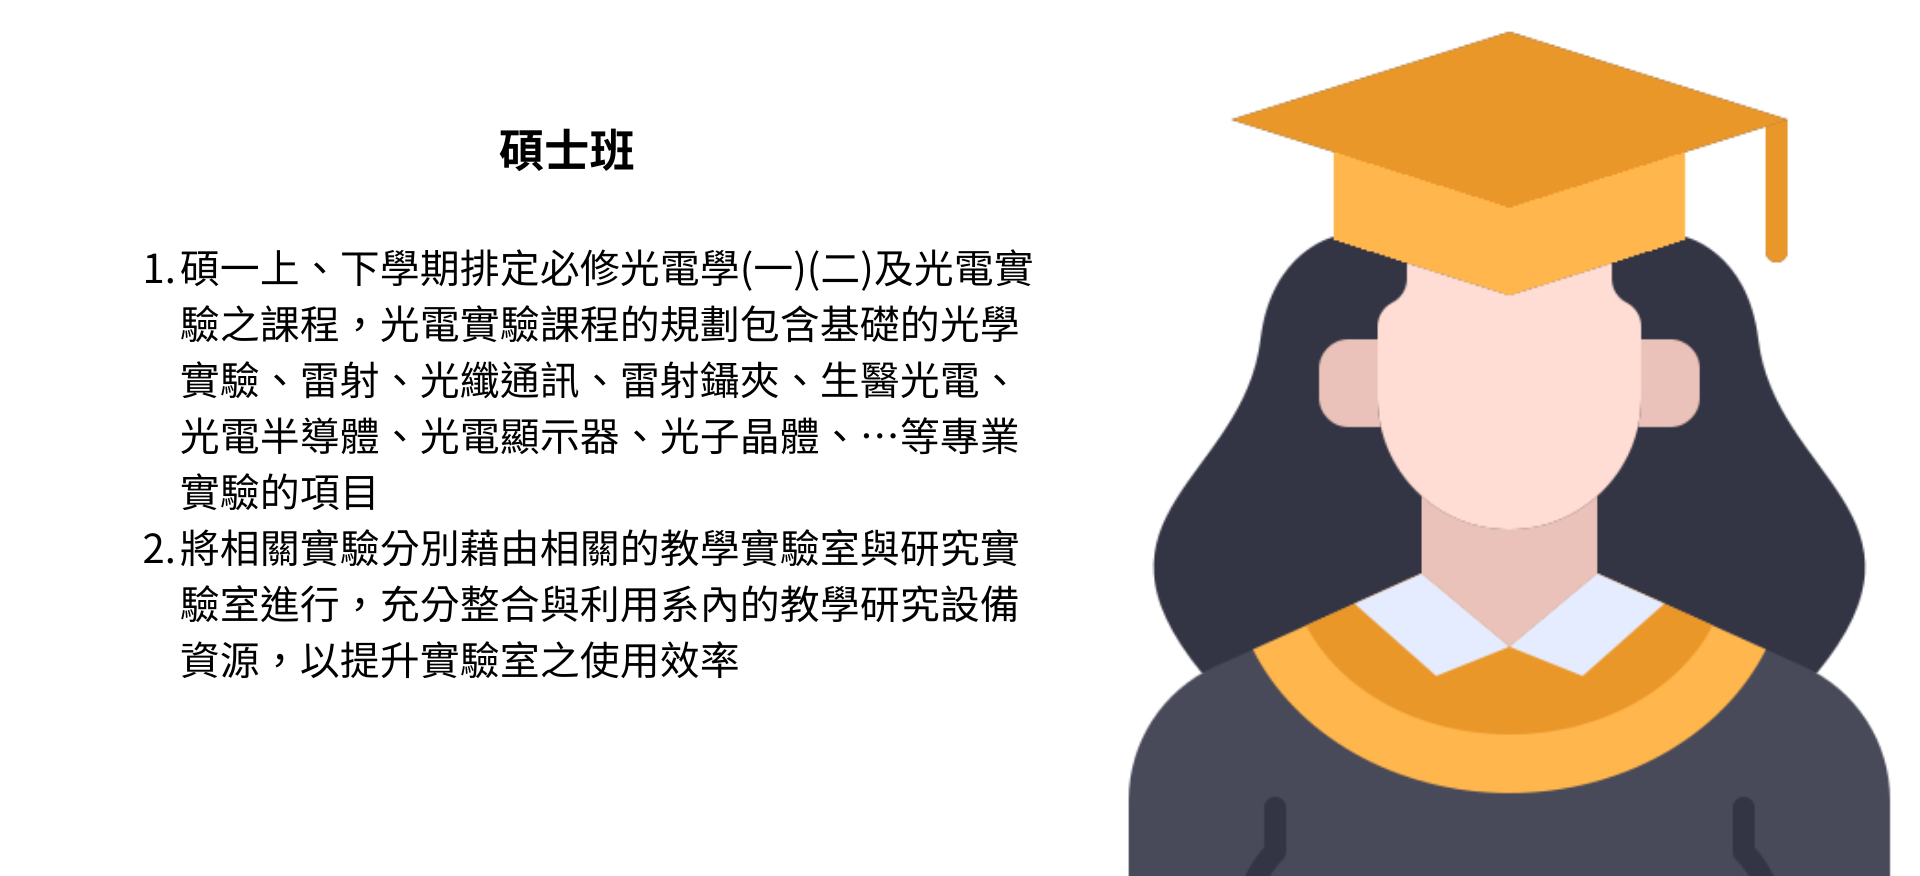 碩士班
1.碩一上、下學期排定必修光電學(一)(二)及光電實
驗之課程，光電實驗課程的規劃包含基礎的光學
實驗、雷射、光纖通訊、雷射鑷夾、生醫光電、
光電半導體、光電顯示器、光子晶體、…等專業
實驗的項目
2.將相關實驗分別藉由相關的教學實驗室與研究實
驗室進行，充分整合與利用系內的教學研究設備
資源，以提升實驗室之使用效率